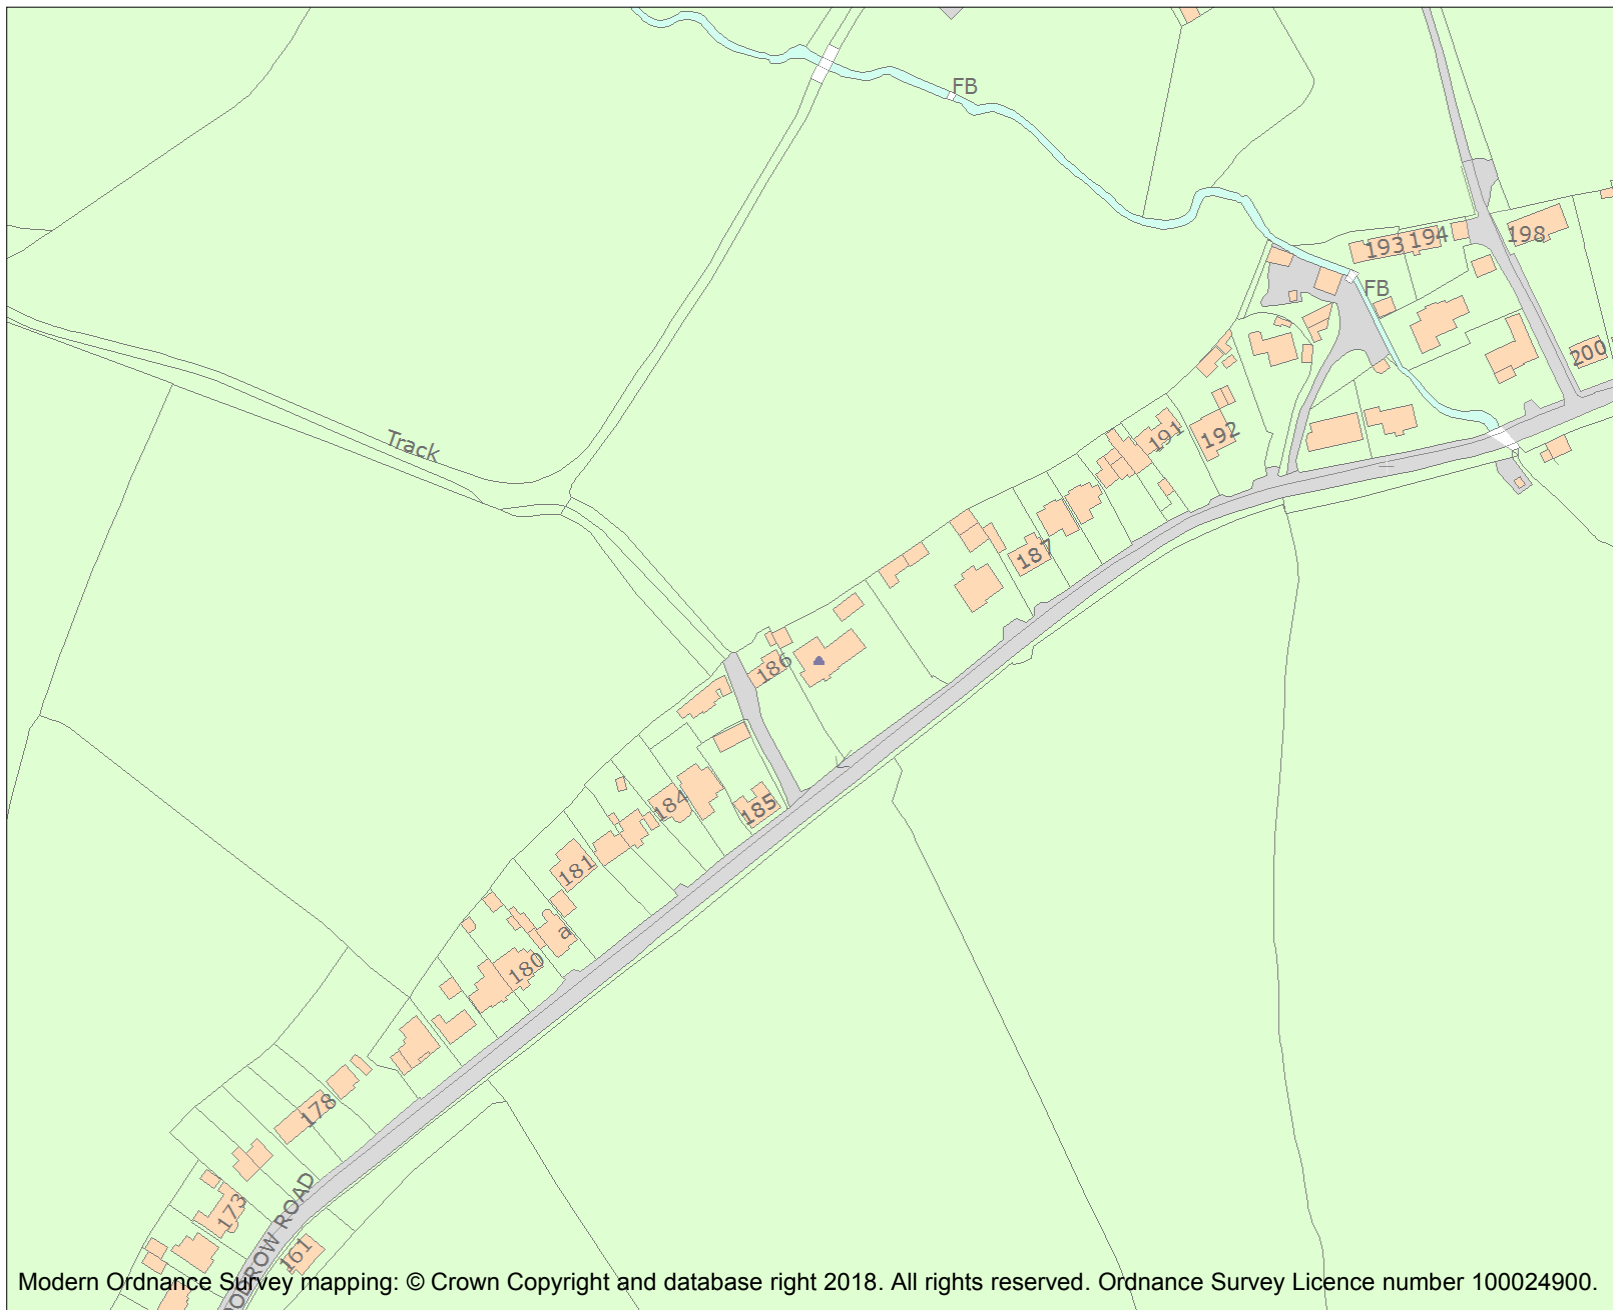 FB
193
194
198
FB
200
191
192
Track
187
186
184
185
181
a
180
178
173
161
ROAD
Modern Ordnance Survey mapping: © Crown Copyright and database right 2018. All rights reserved. Ordnance Survey Licence number 100024900.